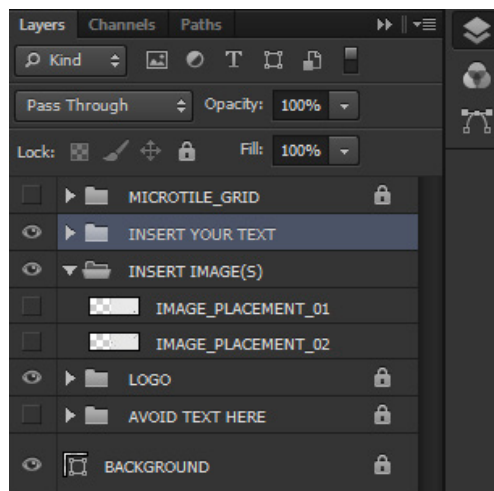 Layers Channels Paths
Kind T
Pass Through Opacity: 100%
Lock: Fill: 100%
MICROTILE_GRID
INSERT YOUR TEXT
INSERT IMAGE(S)
IMAGE_PLACEMENT_01
IMAGE_PLACEMENT_02
LOGO
AVOID TEXT HERE
BACKGROUND